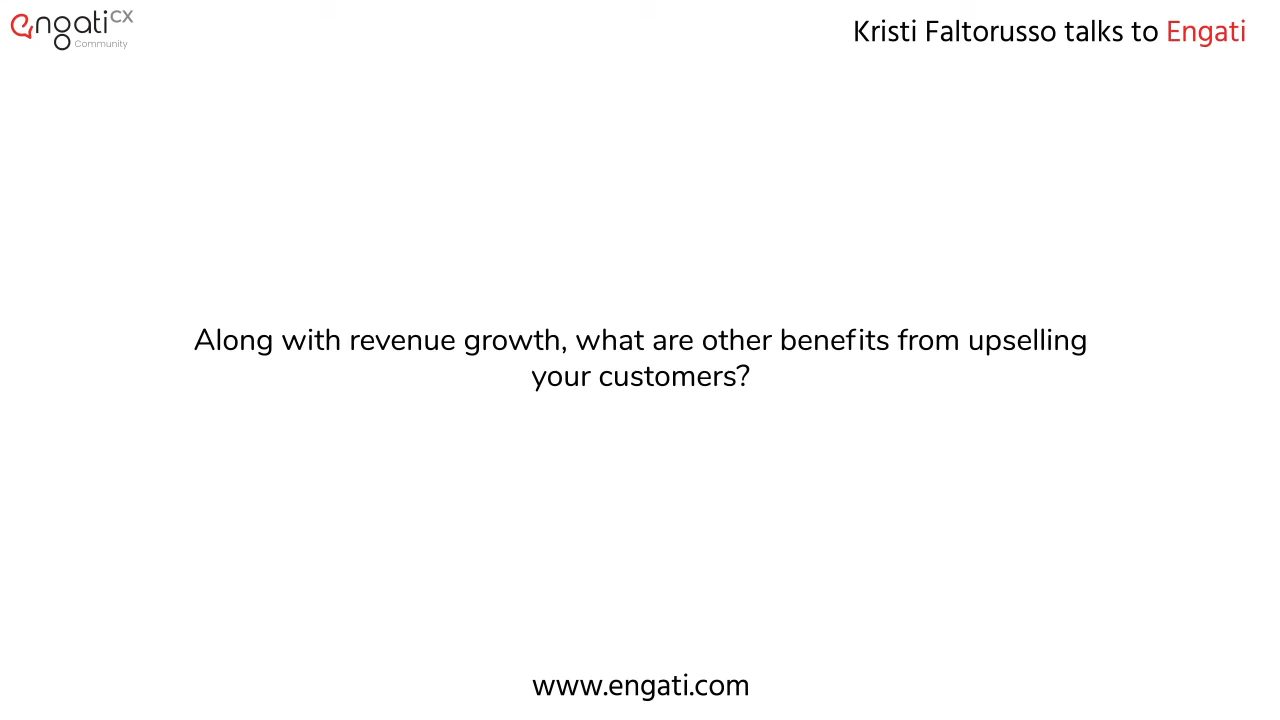 engati CX
Community
Kristi Faltorusso talks to Engati
Along with revenue growth, what are other benefits from upselling
your customers?
www.engati.com